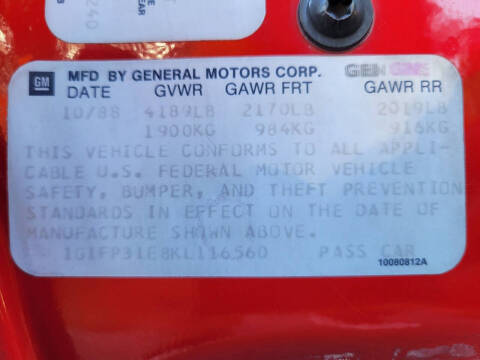 240
GM
MFD BY GENERAL MOTORS CORP.
GEN
DATE GVWR GAWR FRT GAWR RR
10/88 4189LB 2170LB 2019LB
1900KG 984KG 916KG
THIS VEHICLE CONFORMS TO ALL APPLI-
CABLE U.S. FEDERAL MOTOR VEHICLE
SAFETY, BUMPER, AND THEFT PREVENTION
STANDARDS IN EFFECT ON THE DATE OF
MANUFACTURE SHOWN ABOVE.
1G1FP31E8KL116560 PASS CAR
10080812A